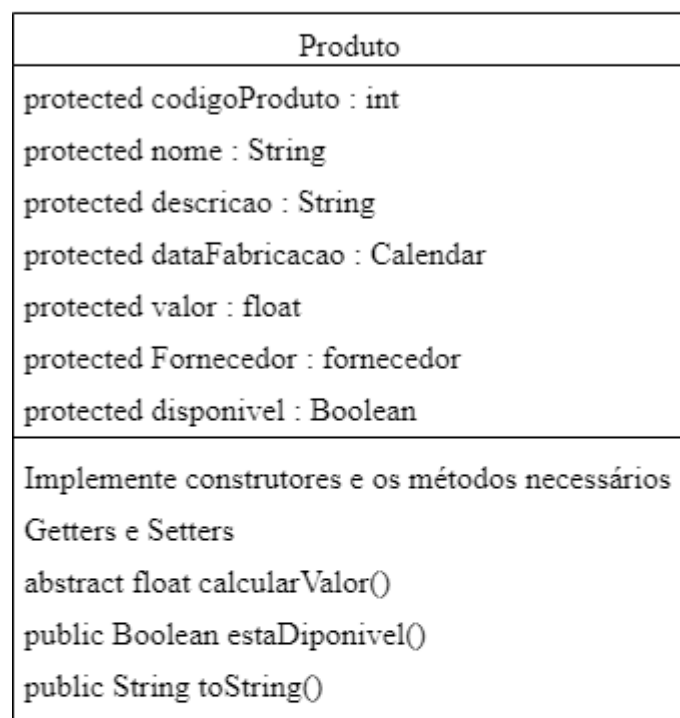 Produto
protected codigoProduto : int
protected nome : String
protected descricao : String
protected dataFabricacao : Calendar
protected valor : float
protected Fornecedor : fornecedor
protected disponivel : Boolean
Implemente construtores e os métodos necessários
Getters e Setters
abstract float calcularValor()
public Boolean estaDiponivel()
public String toString()